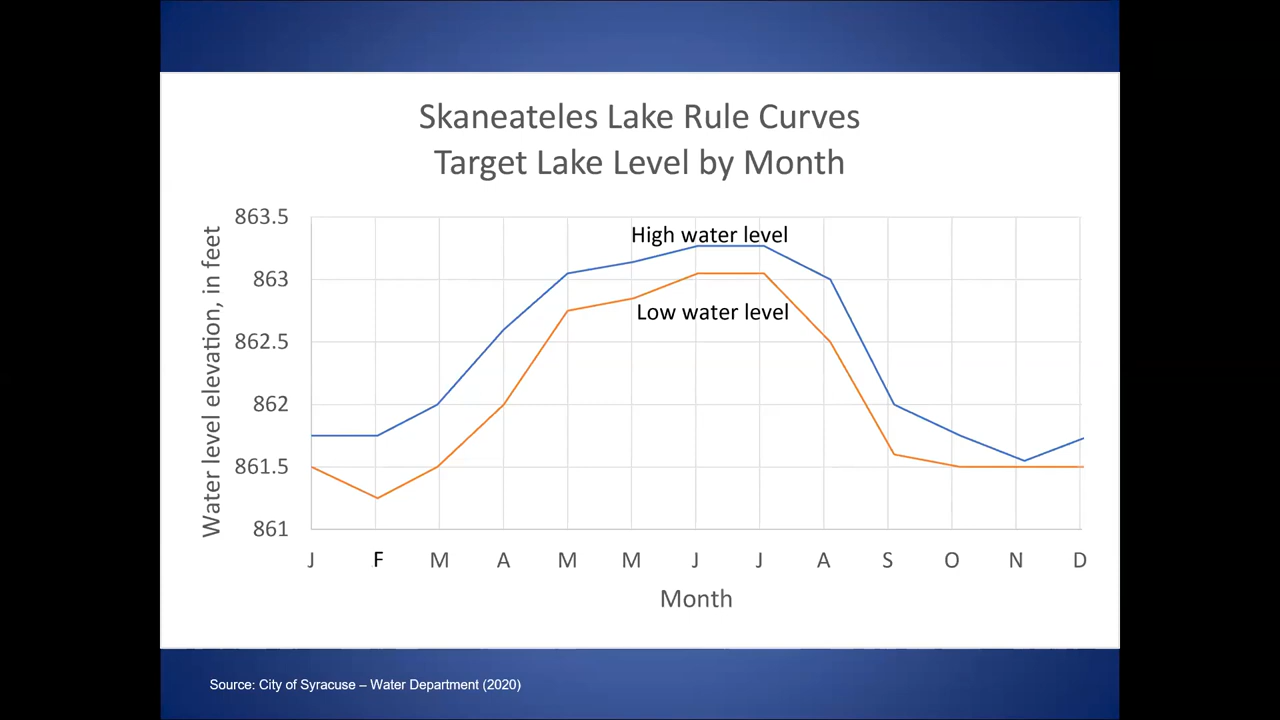 Skaneateles Lake Rule Curves
Target Lake Level by Month
Water level elevation, in feet
863.5
863
862.5
862
861.5
861
High water level
Low water level
J F M A M M J J A S O N D
Month
Source: City of Syracuse – Water Department (2020)